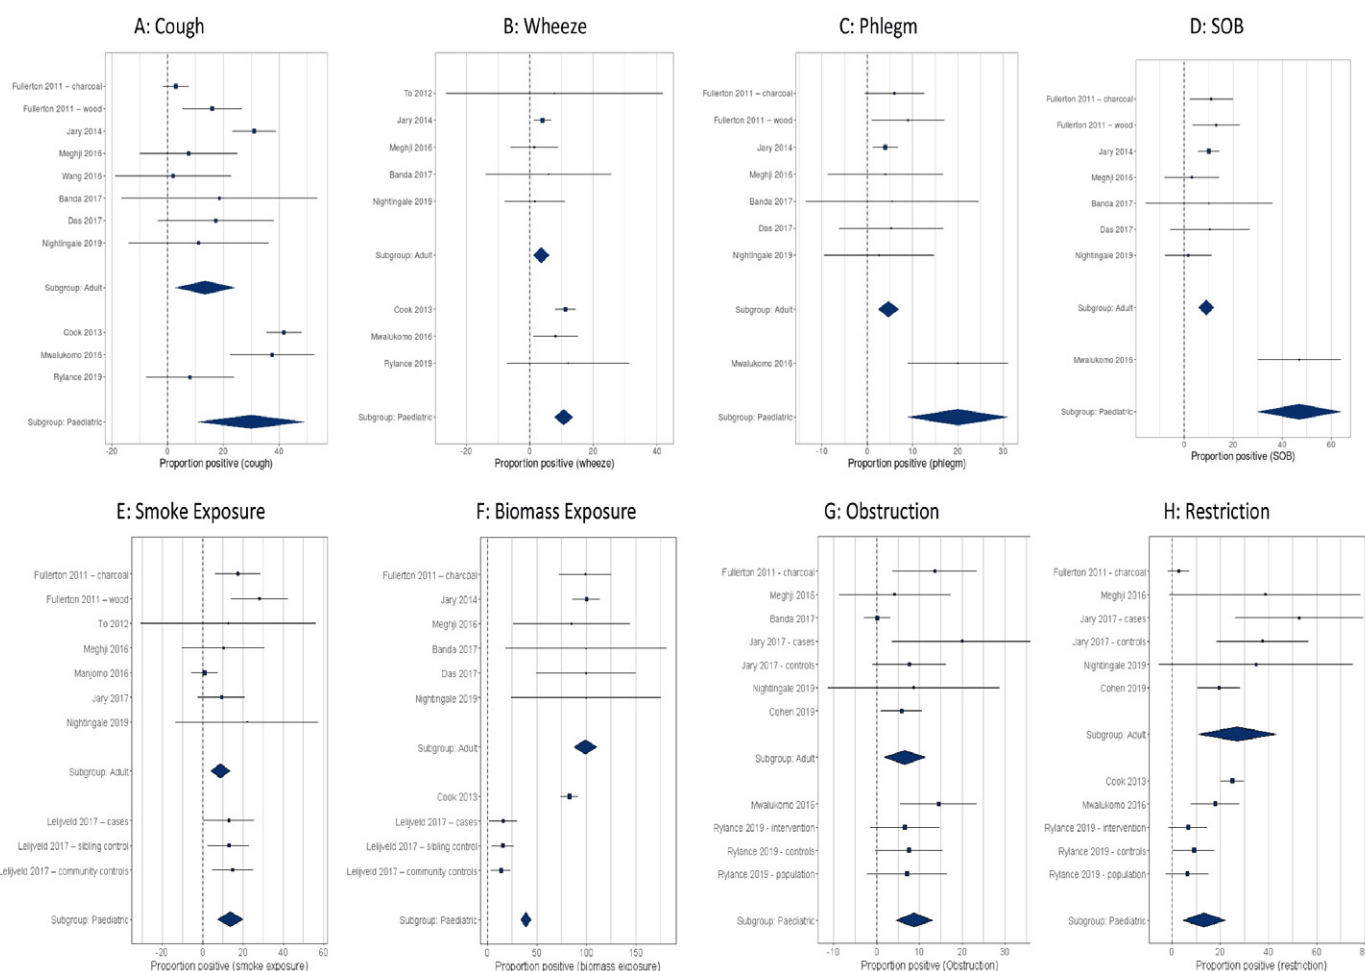 A: Cough
Fullerton 2011 – charcoal
Fullerton 2011 – wood
Jary 2014
Meghji 2016
Wang 2016
Banda 2017
Das 2017
Nightingale 2019
Subgroup: Adult
Cook 2013
Mwalukomo 2016
Rylance 2019
Subgroup: Paediatric
-20 0 20 40
Proportion positive (cough)
B: Wheeze
To 2012
Jary 2014
Meghji 2016
Banda 2017
Nightingale 2019
Subgroup: Adult
Cook 2013
Mwalukomo 2016
Rylance 2019
Subgroup: Paediatric
-20 0 20 40
Proportion positive (wheeze)
C: Phlegm
Fullerton 2011 – charcoal
Fullerton 2011 – wood
Jary 2014
Meghji 2016
Banda 2017
Das 2017
Nightingale 2019
Subgroup: Adult
Mwalukomo 2016
Subgroup: Paediatric
-10 0 10 20 30
Proportion positive (phlegm)
D: SOB
Fullerton 2011 – charcoal
Fullerton 2011 – wood
Jary 2014
Meghji 2016
Banda 2017
Das 2017
Nightingale 2019
Subgroup: Adult
Mwalukomo 2016
Subgroup: Paediatric
0 20 40 60
Proportion positive (SOB)
E: Smoke Exposure
Fullerton 2011 – charcoal
Fullerton 2011 – wood
To 2012
Meghji 2016
Manjomo 2016
Jary 2017
Nightingale 2019
Subgroup: Adult
Lelijveld 2017 – cases
Lelijveld 2017 – sibling control
Lelijveld 2017 – community controls
Subgroup: Paediatric
-20 0 20 40 60
Proportion positive (smoke exposure)
F: Biomass Exposure
Fullerton 2011 – charcoal
Jary 2014
Meghji 2016
Banda 2017
Das 2017
Nightingale 2019
Subgroup: Adult
Cook 2013
Lelijveld 2017 – cases
Lelijveld 2017 – sibling control
Lelijveld 2017 – community controls
Subgroup: Paediatric
0 50 100 150
Proportion positive (biomass exposure)
G: Obstruction
Fullerton 2011 - charcoal
Meghji 2016
Banda 2017
Jary 2017 - cases
Jary 2017 - controls
Nightingale 2019
Cohen 2019
Subgroup: Adult
Mwalukomo 2016
Rylance 2019 - intervention
Rylance 2019 - controls
Rylance 2019 - population
Subgroup: Paediatric
-10 0 10 20 30
Proportion positive (Obstruction)
H: Restriction
Fullerton 2011 - charcoal
Meghji 2016
Jary 2017 - cases
Jary 2017 - controls
Nightingale 2019
Cohen 2019
Subgroup: Adult
Cook 2013
Mwalukomo 2016
Rylance 2019 - intervention
Rylance 2019 - controls
Rylance 2019 - population
Subgroup: Paediatric
0 20 40 60 80
Proportion positive (restriction)